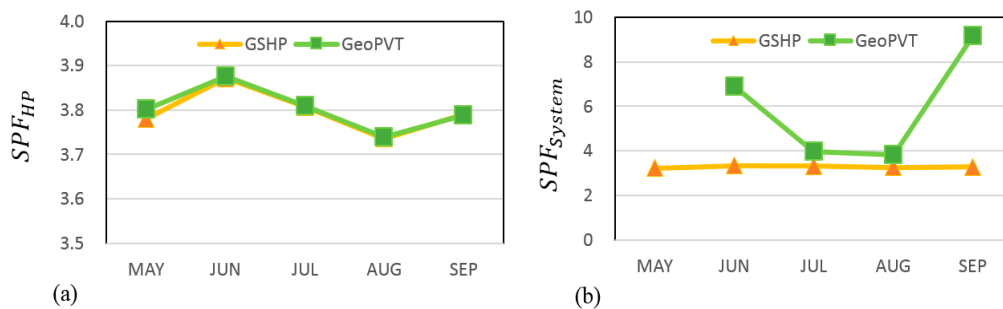 SPF_HP
4.0
3.9
3.8
3.7
3.6
3.5
GSHP GeoPVT
MAY JUN JUL AUG SEP
(a)
SPF_System
10
8
6
4
2
0
GSHP GeoPVT
MAY JUN JUL AUG SEP
(b)